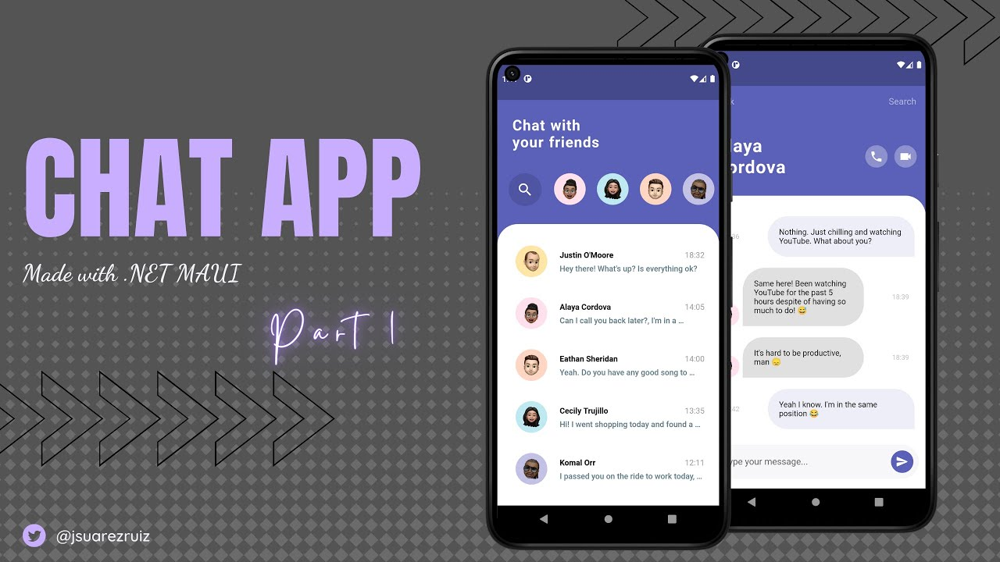 CHAT APP
Made with .NET MAUI
Part 1
@jsuarezruiz
Chat with
your friends
Justin O'Moore 18:32
Hey there! What's up? Is everything ok?
Alaya Cordova 14:05
Can I call you back later?, I'm in a ...
Eathan Sheridan 14:00
Yeah. Do you have any good song to ...
Cecily Trujillo 13:35
Hi! I went shopping today and found a ...
Komal Orr 12:11
I passed you on the ride to work today, ...
k Search
laya
ordova
36
Nothing. Just chilling and watching
YouTube. What about you?
Same here! Been watching
YouTube for the past 5
hours despite of having so
much to do! 😅
18:39
It's hard to be productive,
man 😞
18:39
42
Yeah I know. I'm in the same
position 😂
ype your message...